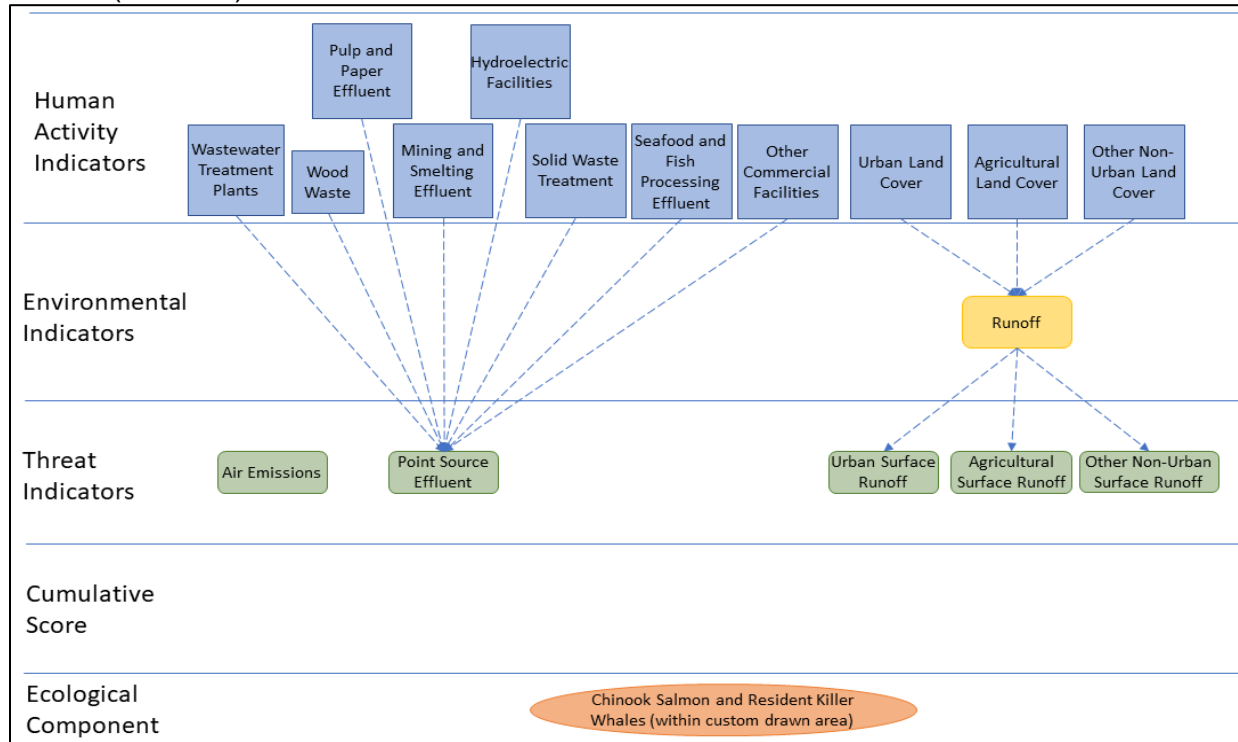 Human
Activity
Indicators
Pulp and
Paper
Effluent
Hydroelectric
Facilities
Wastewater
Treatment
Plants
Wood
Waste
Mining and
Smelting
Effluent
Solid Waste
Treatment
Seafood and
Fish
Processing
Effluent
Other
Commercial
Facilities
Urban Land
Cover
Agricultural
Land Cover
Other Non-
Urban Land
Cover
Environmental
Indicators
Runoff
Threat
Indicators
Air Emissions
Point Source
Effluent
Urban Surface
Runoff
Agricultural
Surface Runoff
Other Non-Urban
Surface Runoff
Cumulative
Score
Ecological
Component
Chinook Salmon and Resident Killer
Whales (within custom drawn area)